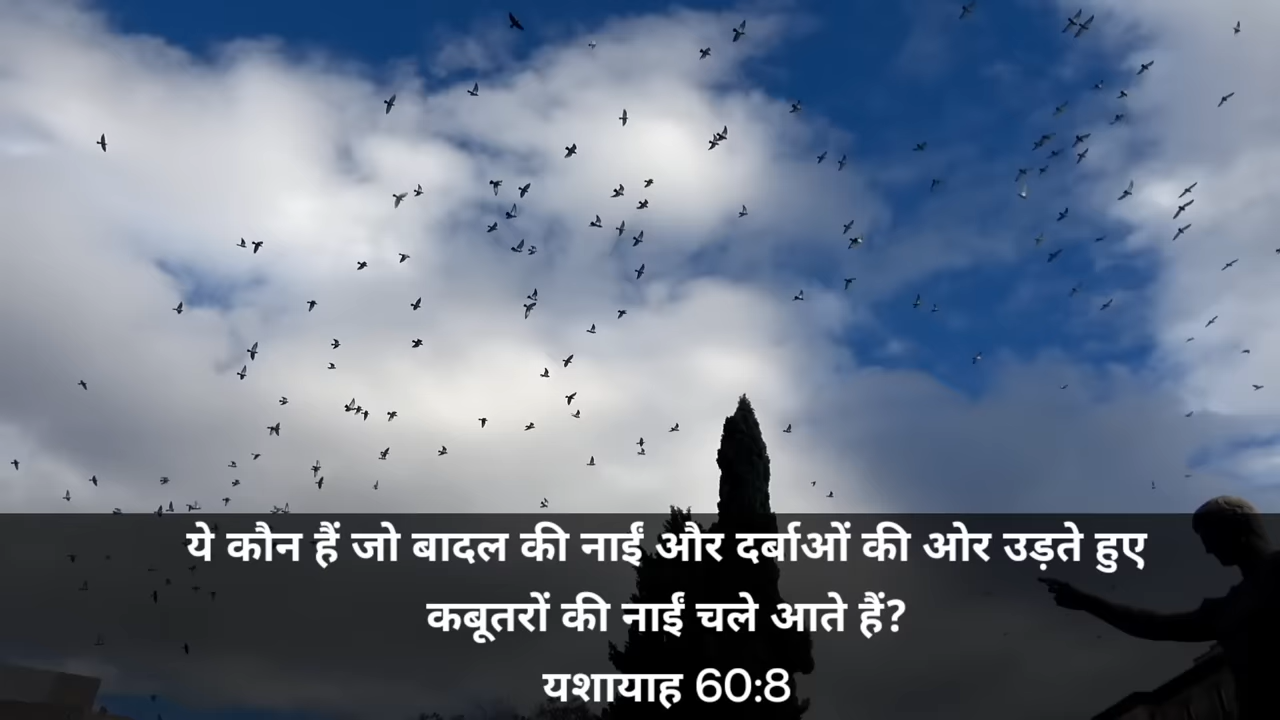 ये कौन हैं जो बादल की नाईं और दर्बाओं की ओर उड़ते हुए
कबूतरों की नाईं चले आते हैं?
यशायाह 60:8